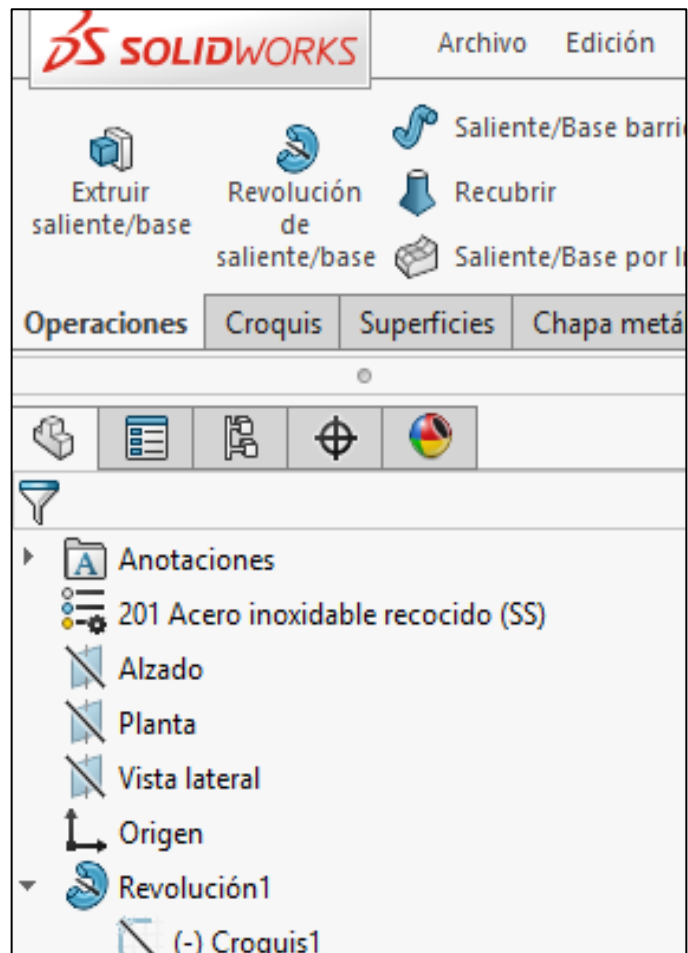 SOLIDWORKS Archivo Edición
Extruir saliente/base
Revolución de saliente/base
Saliente/Base barri
Recubrir
Saliente/Base por lí
Operaciones Croquis Superficies Chapa metá
Anotaciones
201 Acero inoxidable recocido (SS)
Alzado
Planta
Vista lateral
Origen
Revolución1
(-) Croquis1